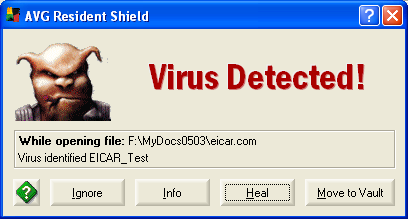 AVG Resident Shield
Virus Detected!
While opening file: F:\MyDocs0503\eicar.com
Virus identified EICAR_Test
? Ignore Info Heal Move to Vault